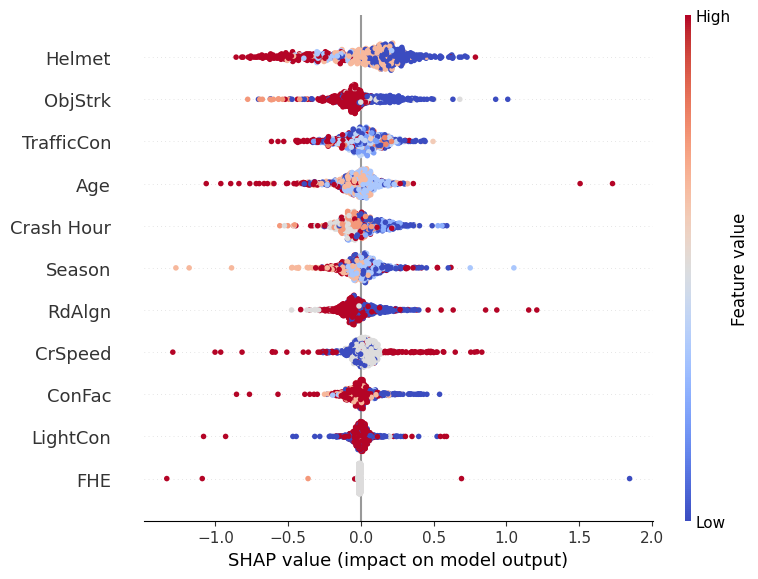 High
Helmet
ObjStrk
TrafficCon
Age
Crash Hour
Season
RdAlgn
CrSpeed
ConFac
LightCon
FHE
Low
Feature value
−1.0 −0.5 0.0 0.5 1.0 1.5 2.0
SHAP value (impact on model output)